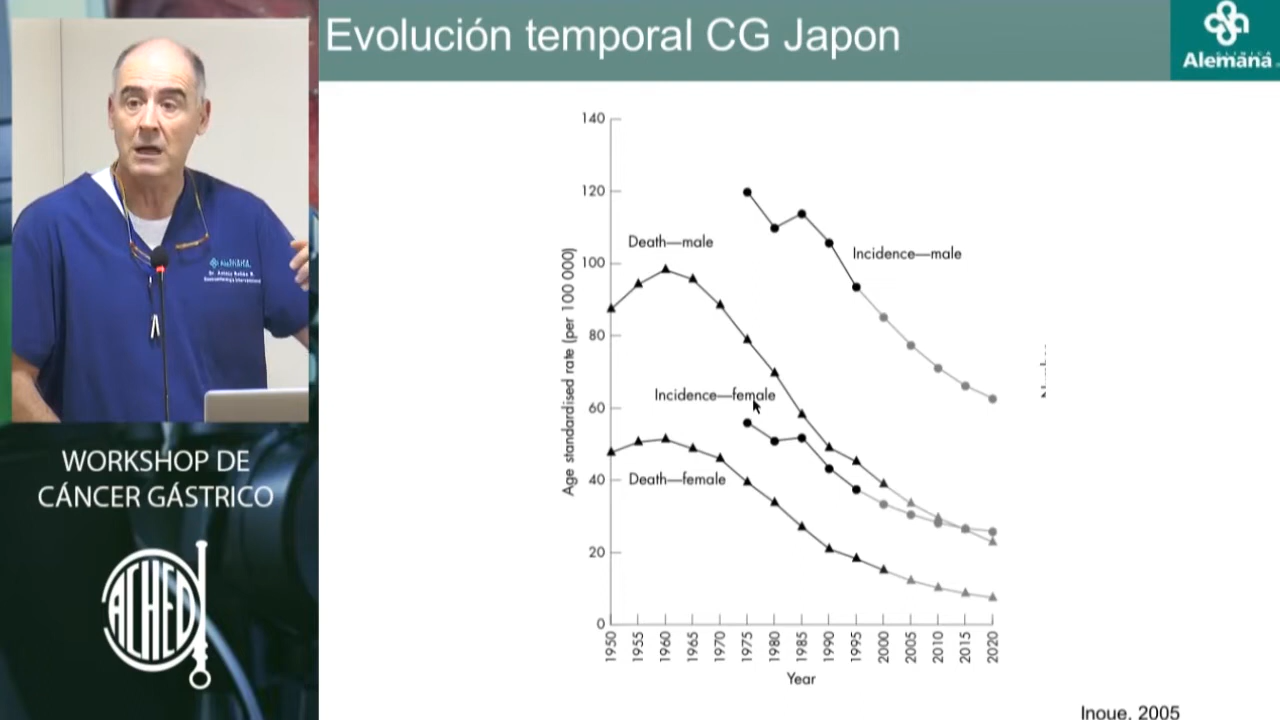 Evolución temporal CG Japon
CLINICA
Alemana
140
120
100
80
60
40
20
0
Age standardised rate (per 100 000)
Death—male
Incidence—male
Incidence—female
Death—female
1950
1955
1960
1965
1970
1975
1980
1985
1990
1995
2000
2005
2010
2015
2020
Year
Inoue, 2005
WORKSHOP DE
CÁNCER GÁSTRICO
ACHED